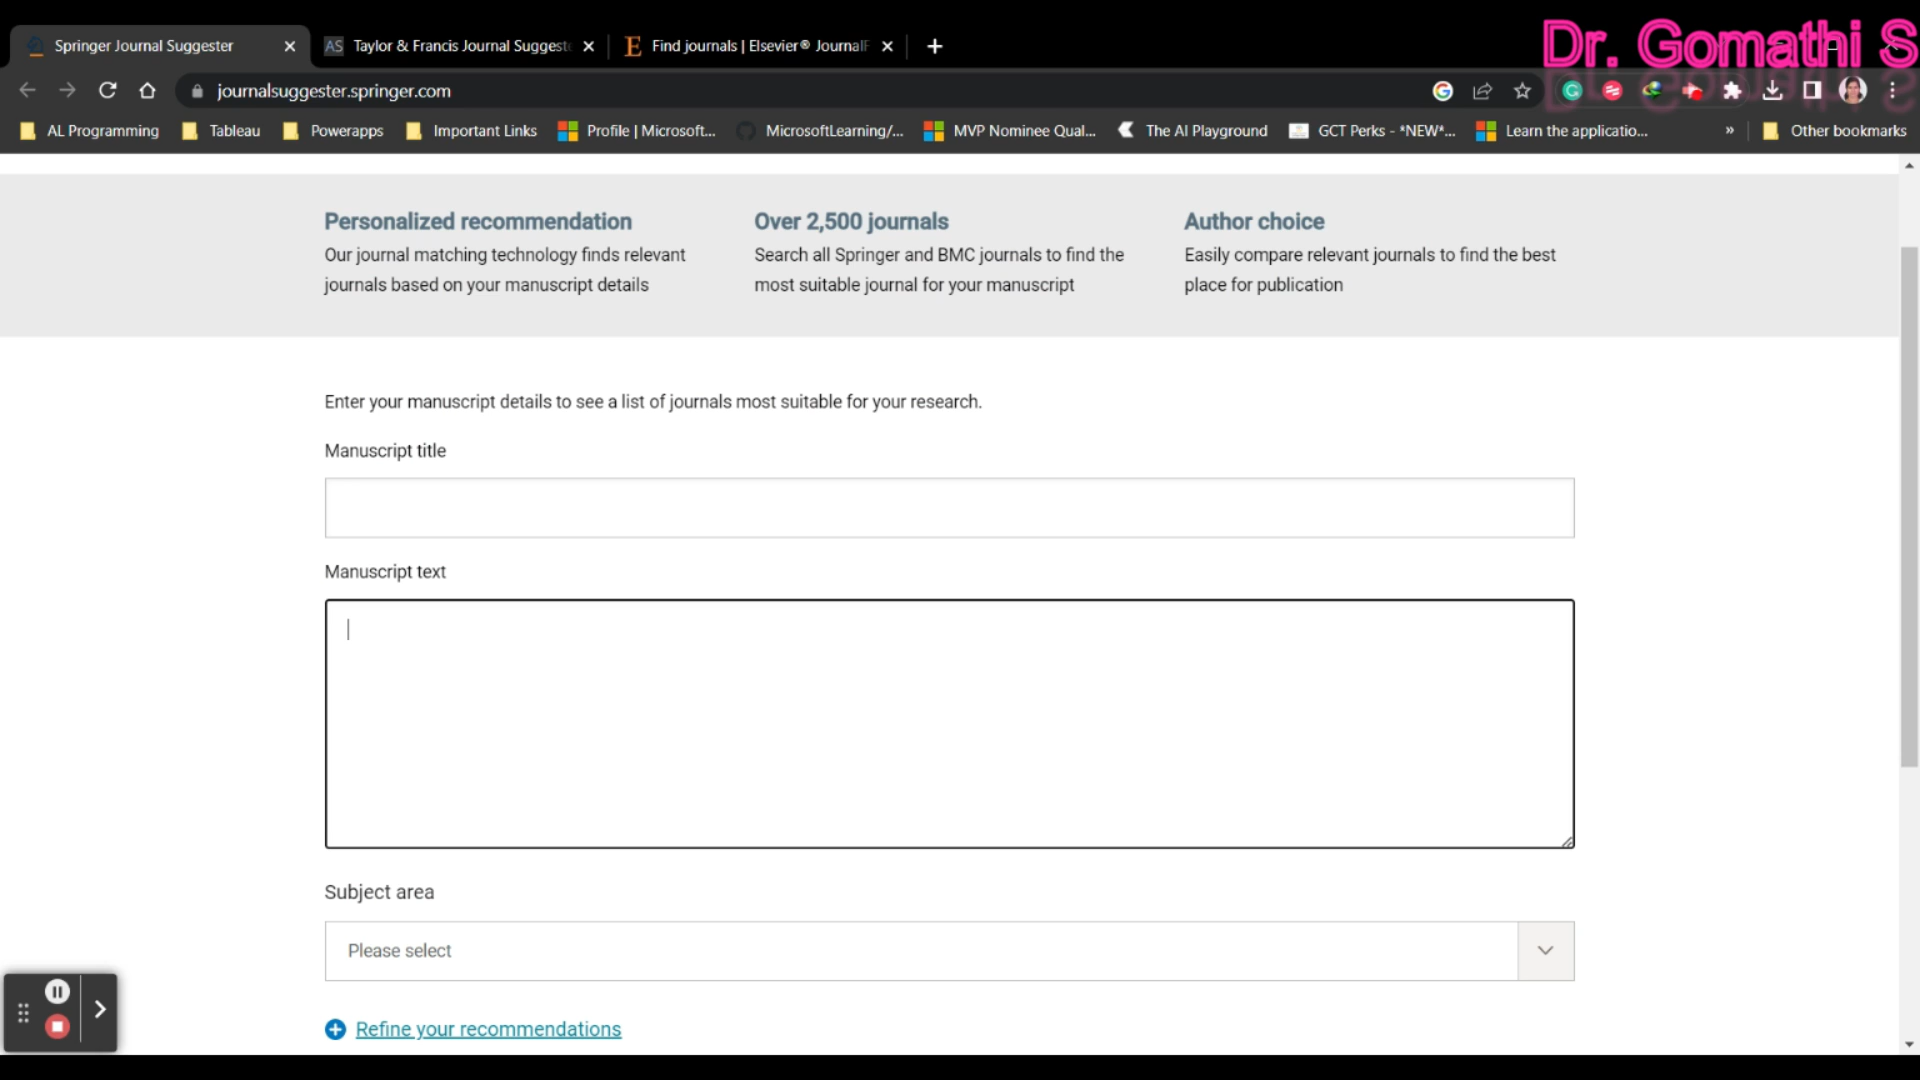 Dr. Gomathi S
Springer Journal Suggester
AS Taylor & Francis Journal Suggest
E Find journals | Elsevier® JournalF
journalsuggester.springer.com
AL Programming
Tableau
Powerapps
Important Links
Profile | Microsoft...
MicrosoftLearning/...
MVP Nominee Qual...
The AI Playground
GCT Perks - *NEW*...
Learn the applicatio...
»
Other bookmarks
Personalized recommendation
Our journal matching technology finds relevant
journals based on your manuscript details
Over 2,500 journals
Search all Springer and BMC journals to find the
most suitable journal for your manuscript
Author choice
Easily compare relevant journals to find the best
place for publication
Enter your manuscript details to see a list of journals most suitable for your research.
Manuscript title
Manuscript text
Subject area
Please select
Refine your recommendations